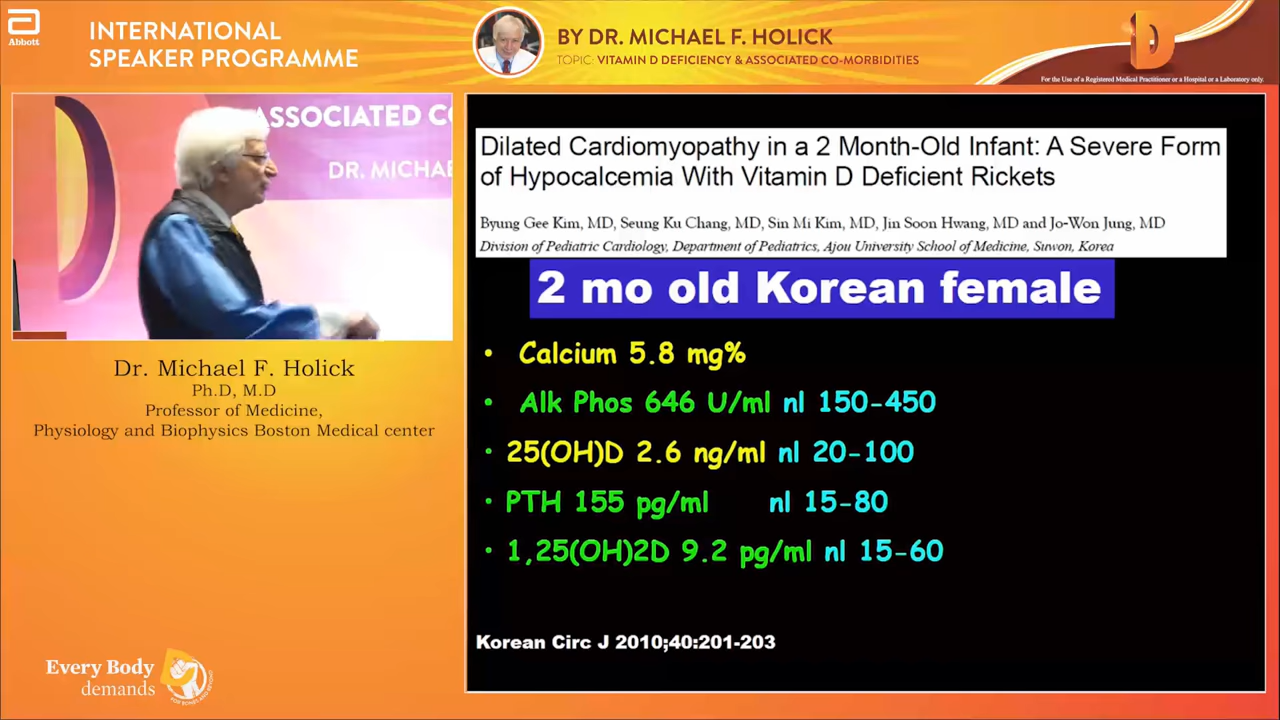 Abbott
INTERNATIONAL
SPEAKER PROGRAMME
BY DR. MICHAEL F. HOLICK
TOPIC: VITAMIN D DEFICIENCY & ASSOCIATED CO-MORBIDITIES
D
For the Use of a Registered Medical Practitioner or a Hospital or a Laboratory only.
ASSOCIATED CO
DR. MICHAE
Dr. Michael F. Holick
Ph.D, M.D
Professor of Medicine,
Physiology and Biophysics Boston Medical center
Every Body
demands
FOR BONES AND BEYOND
Dilated Cardiomyopathy in a 2 Month-Old Infant: A Severe Form
of Hypocalcemia With Vitamin D Deficient Rickets
Byung Gee Kim, MD, Seung Ku Chang, MD, Sin Mi Kim, MD, Jin Soon Hwang, MD and Jo-Won Jung, MD
Division of Pediatric Cardiology, Department of Pediatrics, Ajou University School of Medicine, Suwon, Korea
2 mo old Korean female
• Calcium 5.8 mg%
• Alk Phos 646 U/ml nl 150-450
• 25(OH)D 2.6 ng/ml nl 20-100
• PTH 155 pg/ml nl 15-80
• 1,25(OH)2D 9.2 pg/ml nl 15-60
Korean Circ J 2010;40:201-203